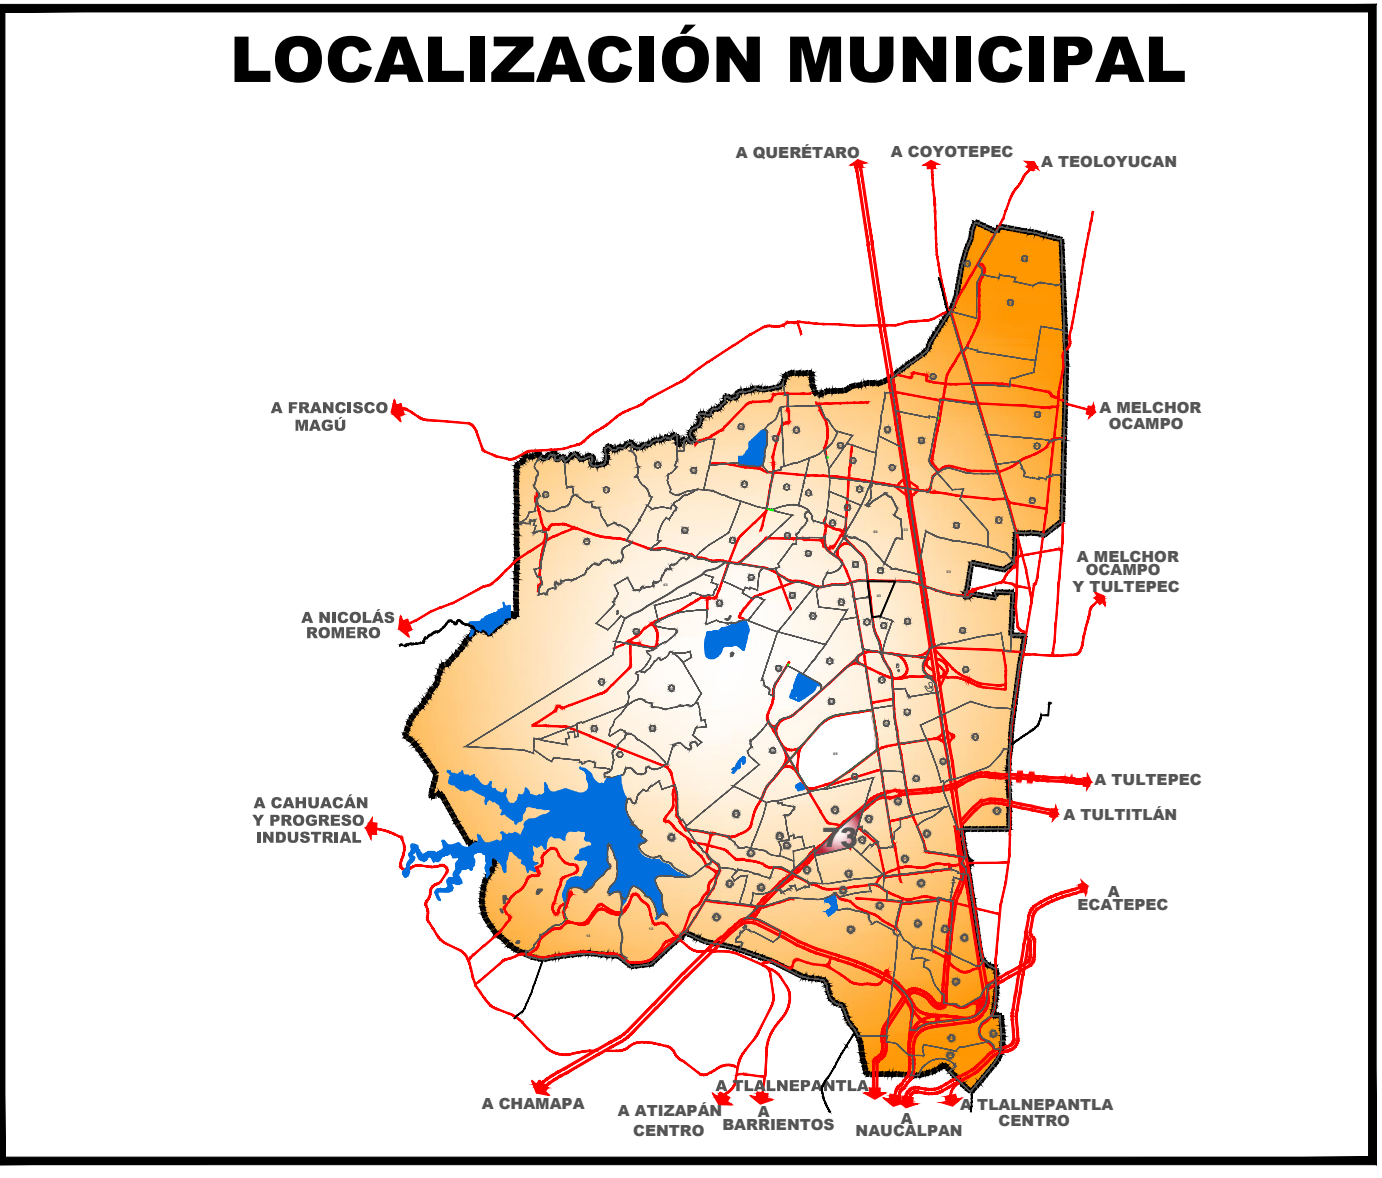 LOCALIZACIÓN MUNICIPAL
A QUERÉTARO
A COYOTEPEC
A TEOLOYUCAN
A FRANCISCO
MAGÚ
A MELCHOR
OCAMPO
A MELCHOR
OCAMPO
Y TULTEPEC
A NICOLÁS
ROMERO
A TULTEPEC
A CAHUACÁN
Y PROGRESO
INDUSTRIAL
A TULTITLÁN
73
A
ECATEPEC
A CHAMAPA
A TLALNEPANTLA
A ATIZAPÁN
CENTRO
A
BARRIENTOS
A
NAUCALPAN
A TLALNEPANTLA
CENTRO